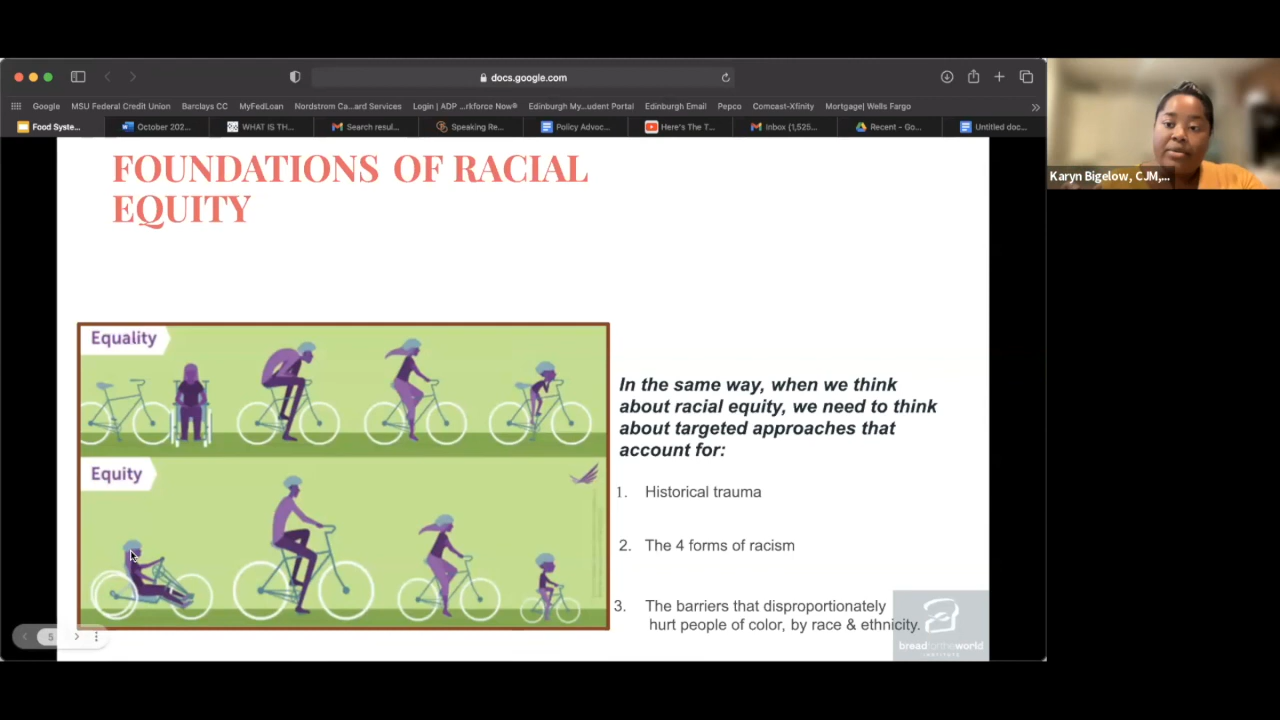 docs.google.com
Google MSU Federal Credit Union Barclays CC MyFedLoan Nordstrom Ca...ard Services Login | ADP ...rkforce Now® Edinburgh My...udent Portal Edinburgh Email Pepco Comcast-Xfinity Mortgage| Wells Fargo
Food Syste... October 202... WHAT IS TH... Search resul... Speaking Re... Policy Advoc... Here's The T... Inbox (1,525... Recent - Go... Untitled doc...
Karyn Bigelow, CJM,...
FOUNDATIONS OF RACIAL
EQUITY
Equality
Equity
In the same way, when we think
about racial equity, we need to think
about targeted approaches that
account for:
1. Historical trauma
2. The 4 forms of racism
3. The barriers that disproportionately
hurt people of color, by race & ethnicity.
5
breadfortheworld
INSTITUTE